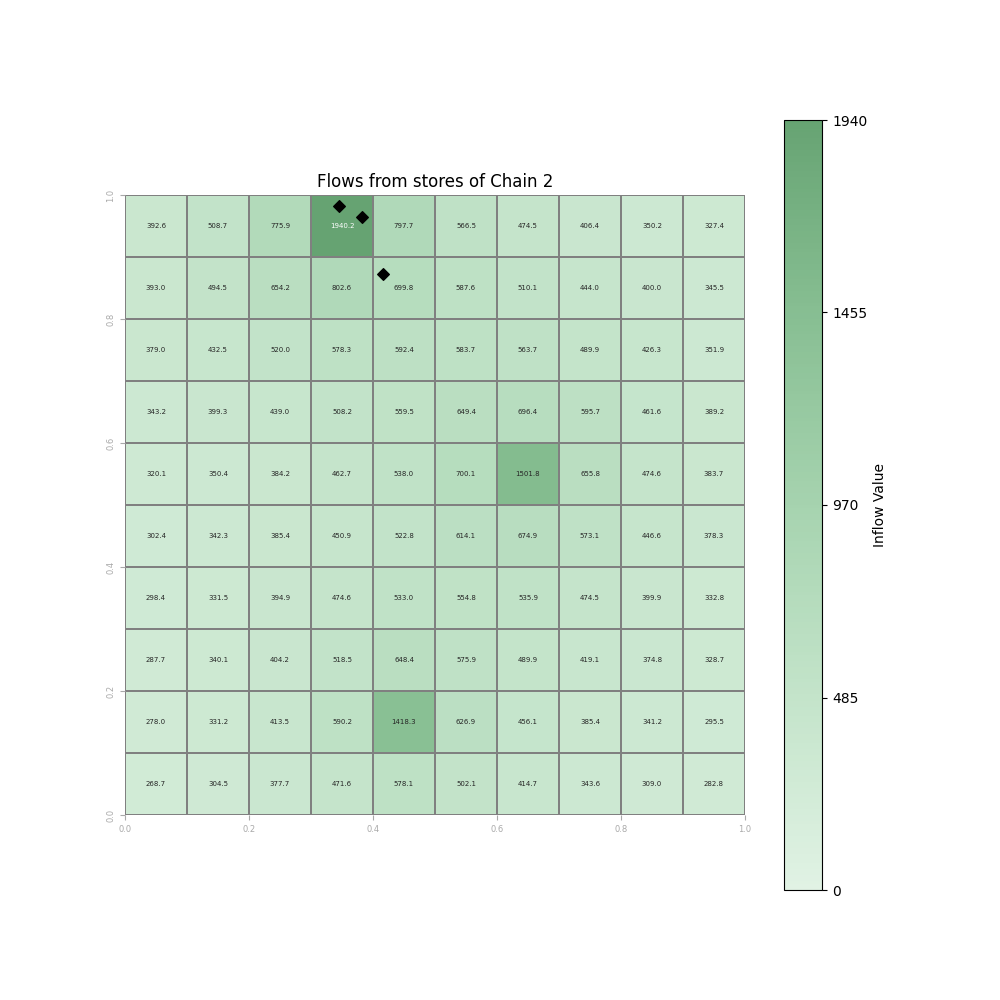 Flows from stores of Chain 2
1.0
392.6 508.7 775.9 1940.2 797.7 566.5 474.5 406.4 350.2 327.4
393.0 494.5 654.2 802.6 699.8 587.6 510.1 444.0 400.0 345.5
0.8
379.0 432.5 520.0 578.3 592.4 583.7 563.7 489.9 426.3 351.9
343.2 399.3 439.0 508.2 559.5 649.4 696.4 595.7 461.6 389.2
0.6
320.1 350.4 384.2 462.7 538.0 700.1 1501.8 655.8 474.6 383.7
302.4 342.3 385.4 450.9 522.8 614.1 674.9 573.1 446.6 378.3
0.4
298.4 331.5 394.9 474.6 533.0 554.8 535.9 474.5 399.9 332.8
287.7 340.1 404.2 518.5 648.4 575.9 489.9 419.1 374.8 328.7
0.2
278.0 331.2 413.5 590.2 1418.3 626.9 456.1 385.4 341.2 295.5
268.7 304.5 377.7 471.6 578.1 502.1 414.7 343.6 309.0 282.8
0.0
0.0 0.2 0.4 0.6 0.8 1.0
1940
1455
970
485
0
Inflow Value